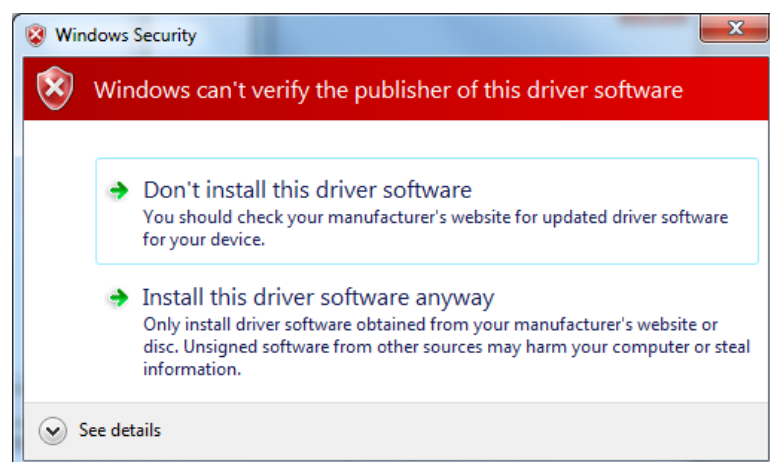 Windows Security
Windows can't verify the publisher of this driver software
Don't install this driver software
You should check your manufacturer's website for updated driver software
for your device.
Install this driver software anyway
Only install driver software obtained from your manufacturer's website or
disc. Unsigned software from other sources may harm your computer or steal
information.
See details